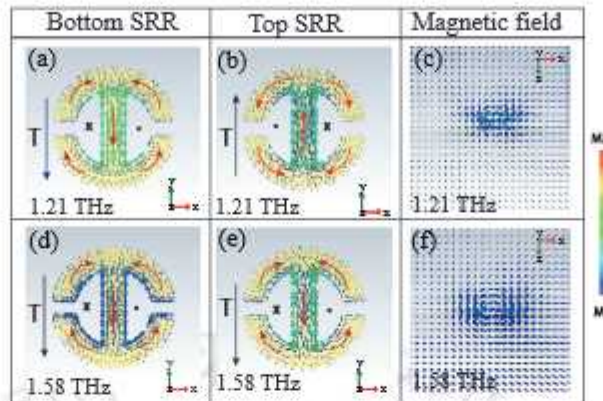 Bottom SRR Top SRR Magnetic field
(a) (b) (c)
T T
1.21 THz 1.21 THz 1.21 THz
(d) (e) (f)
T T
1.58 THz 1.58 THz 1.58 THz